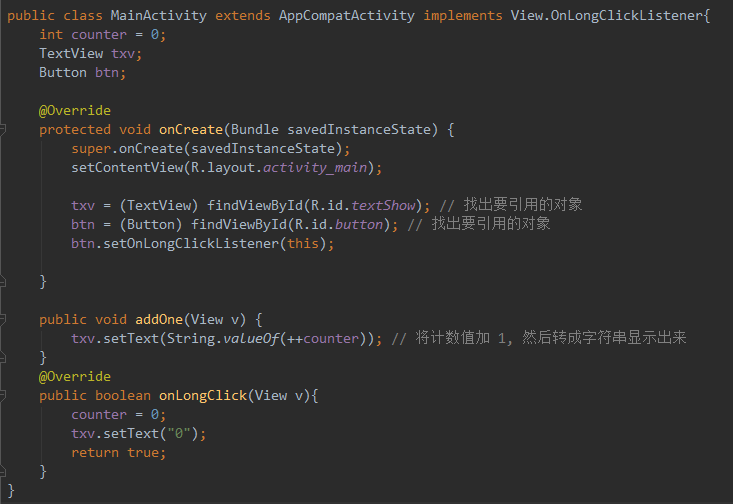 public class MainActivity extends AppCompatActivity implements View.OnLongClickListener{
    int counter = 0;
    TextView txv;
    Button btn;

    @Override
    protected void onCreate(Bundle savedInstanceState) {
        super.onCreate(savedInstanceState);
        setContentView(R.layout.activity_main);

        txv = (TextView) findViewById(R.id.textShow); // 找出要引用的对象
        btn = (Button) findViewById(R.id.button); // 找出要引用的对象
        btn.setOnLongClickListener(this);

    }

    public void addOne(View v) {
        txv.setText(String.valueOf(++counter)); // 将计数值加 1, 然后转成字符串显示出来
    }
    @Override
    public boolean onLongClick(View v){
        counter = 0;
        txv.setText("0");
        return true;
    }
}